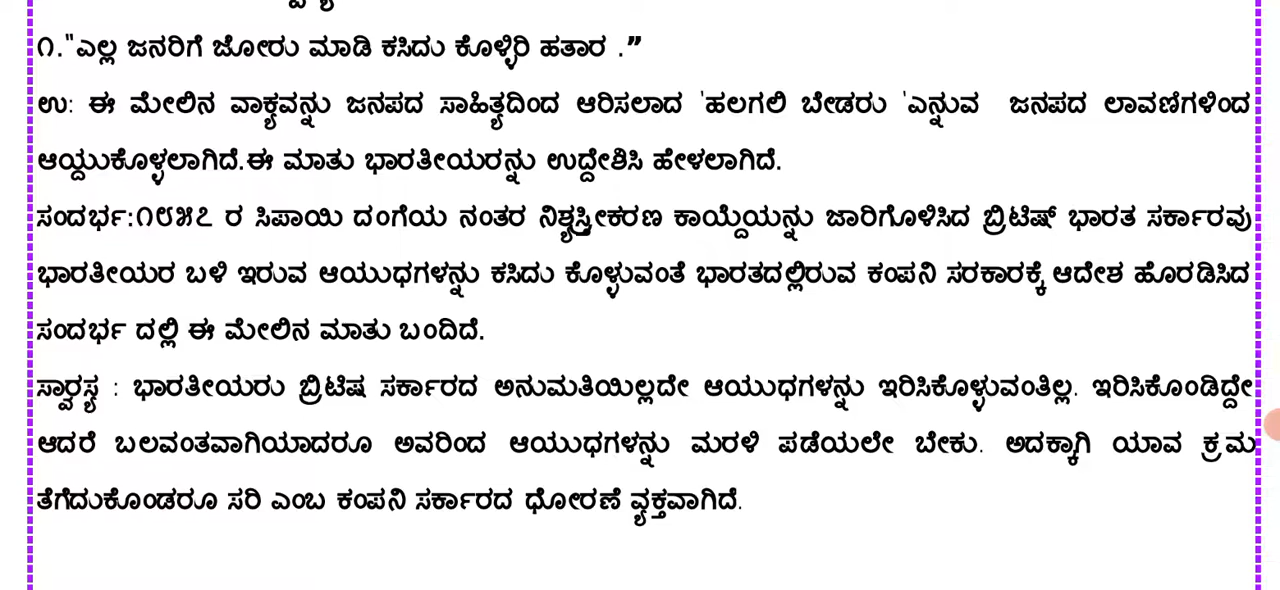 ೧."ಎಲ್ಲ ಜನರಿಗೆ ಜೋರು ಮಾಡಿ ಕಸಿದು ಕೊಳ್ಳಿರಿ ಹತಾರ ."
ಉ: ಈ ಮೇಲಿನ ವಾಕ್ಯವನ್ನು ಜನಪದ ಸಾಹಿತ್ಯದಿಂದ ಆರಿಸಲಾದ 'ಹಲಗಲಿ ಬೇಡರು 'ಎನ್ನುವ ಜನಪದ ಲಾವಣಿಗಳಿಂದ
ಆಯ್ದುಕೊಳ್ಳಲಾಗಿದೆ.ಈ ಮಾತು ಭಾರತೀಯರನ್ನು ಉದ್ದೇಶಿಸಿ ಹೇಳಲಾಗಿದೆ.
ಸಂದರ್ಭ:೧೮೫೭ ರ ಸಿಪಾಯಿ ದಂಗೆಯ ನಂತರ ನಿಶ್ಯಸ್ತ್ರೀಕರಣ ಕಾಯ್ದೆಯನ್ನು ಜಾರಿಗೊಳಿಸಿದ ಬ್ರಿಟಿಷ್ ಭಾರತ ಸರ್ಕಾರವು
ಭಾರತೀಯರ ಬಳಿ ಇರುವ ಆಯುಧಗಳನ್ನು ಕಸಿದು ಕೊಳ್ಳುವಂತೆ ಭಾರತದಲ್ಲಿರುವ ಕಂಪನಿ ಸರಕಾರಕ್ಕೆ ಆದೇಶ ಹೊರಡಿಸಿದ
ಸಂದರ್ಭ ದಲ್ಲಿ ಈ ಮೇಲಿನ ಮಾತು ಬಂದಿದೆ.
ಸ್ವಾರಸ್ಯ : ಭಾರತೀಯರು ಬ್ರಿಟಿಷ ಸರ್ಕಾರದ ಅನುಮತಿಯಿಲ್ಲದೇ ಆಯುಧಗಳನ್ನು ಇರಿಸಿಕೊಳ್ಳುವಂತಿಲ್ಲ. ಇರಿಸಿಕೊಂಡಿದ್ದೇ
ಆದರೆ ಬಲವಂತವಾಗಿಯಾದರೂ ಅವರಿಂದ ಆಯುಧಗಳನ್ನು ಮರಳಿ ಪಡೆಯಲೇ ಬೇಕು. ಅದಕ್ಕಾಗಿ ಯಾವ ಕ್ರಮ
ತೆಗೆದುಕೊಂಡರೂ ಸರಿ ಎಂಬ ಕಂಪನಿ ಸರ್ಕಾರದ ಧೋರಣೆ ವ್ಯಕ್ತವಾಗಿದೆ.